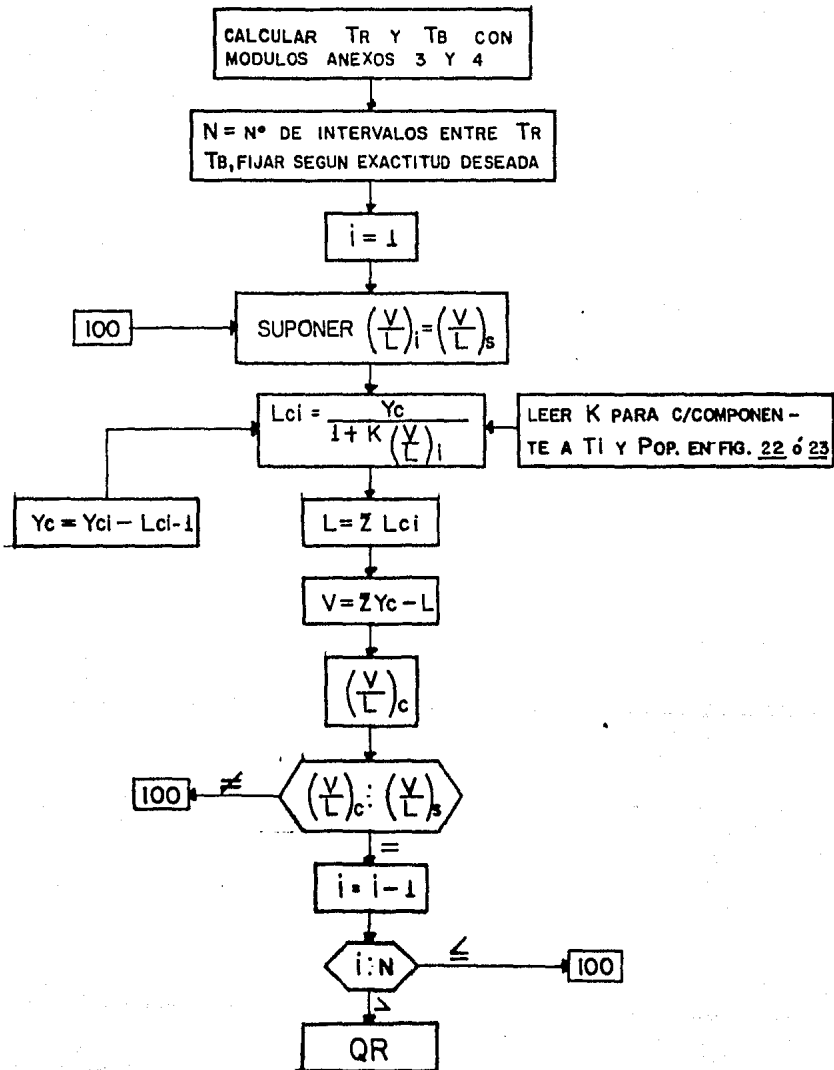 CALCULAR TR Y TB CON
MODULOS ANEXOS 3 Y 4
N = Nº DE INTERVALOS ENTRE TR
TB, FIJAR SEGUN EXACTITUD DESEADA
i = 1
100
SUPONER (V/L)i = (V/L)s
Lci = Yc / 1 + K (V/L)i
LEER K PARA C/COMPONEN-
TE A Ti Y POP. EN FIG. 22 ó 23
Yc = Yci - Lci-1
L = Σ Lci
V = ΣYc - L
(V/L)c
100
≠
(V/L)c : (V/L)s
=
i = i - 1
i : N
≤
100
>
QR